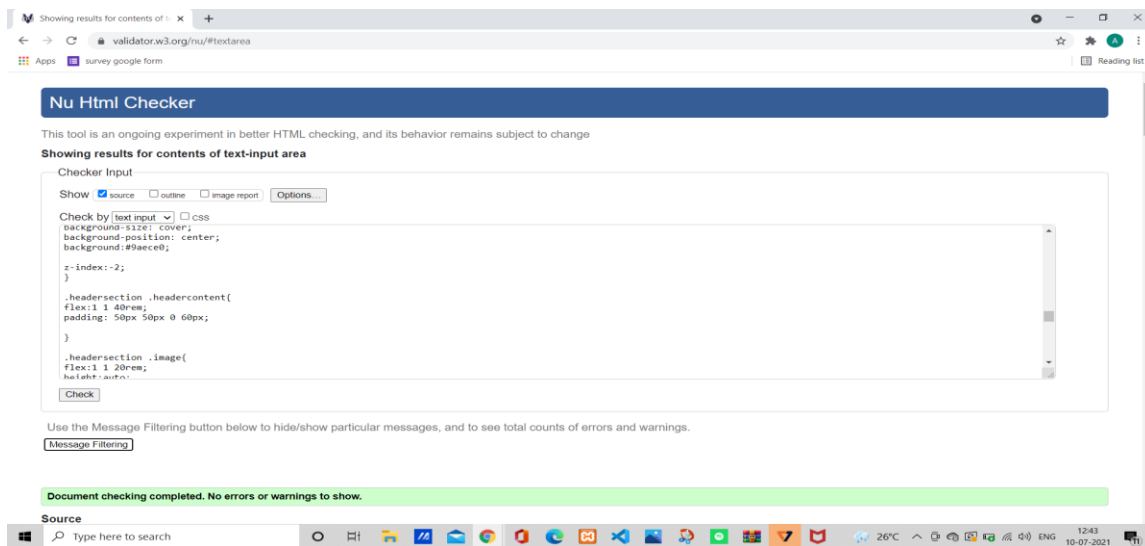 Showing results for contents of t
validator.w3.org/nu/#textarea
A
Apps survey google form Reading list
Nu Html Checker
This tool is an ongoing experiment in better HTML checking, and its behavior remains subject to change
Showing results for contents of text-input area
Checker Input
Show source outline image report Options...
Check by text input css
background-size: cover;
background-position: center;
background:#9aece0;
z-index:-2;
}
.headersection .headercontent{
flex:1 1 40rem;
padding: 50px 50px 0 60px;
}
.headersection .image{
flex:1 1 20rem;
height:auto;
Check
Use the Message Filtering button below to hide/show particular messages, and to see total counts of errors and warnings.
Message Filtering
Document checking completed. No errors or warnings to show.
Source
Type here to search 26°C ENG 12:43
10-07-2021